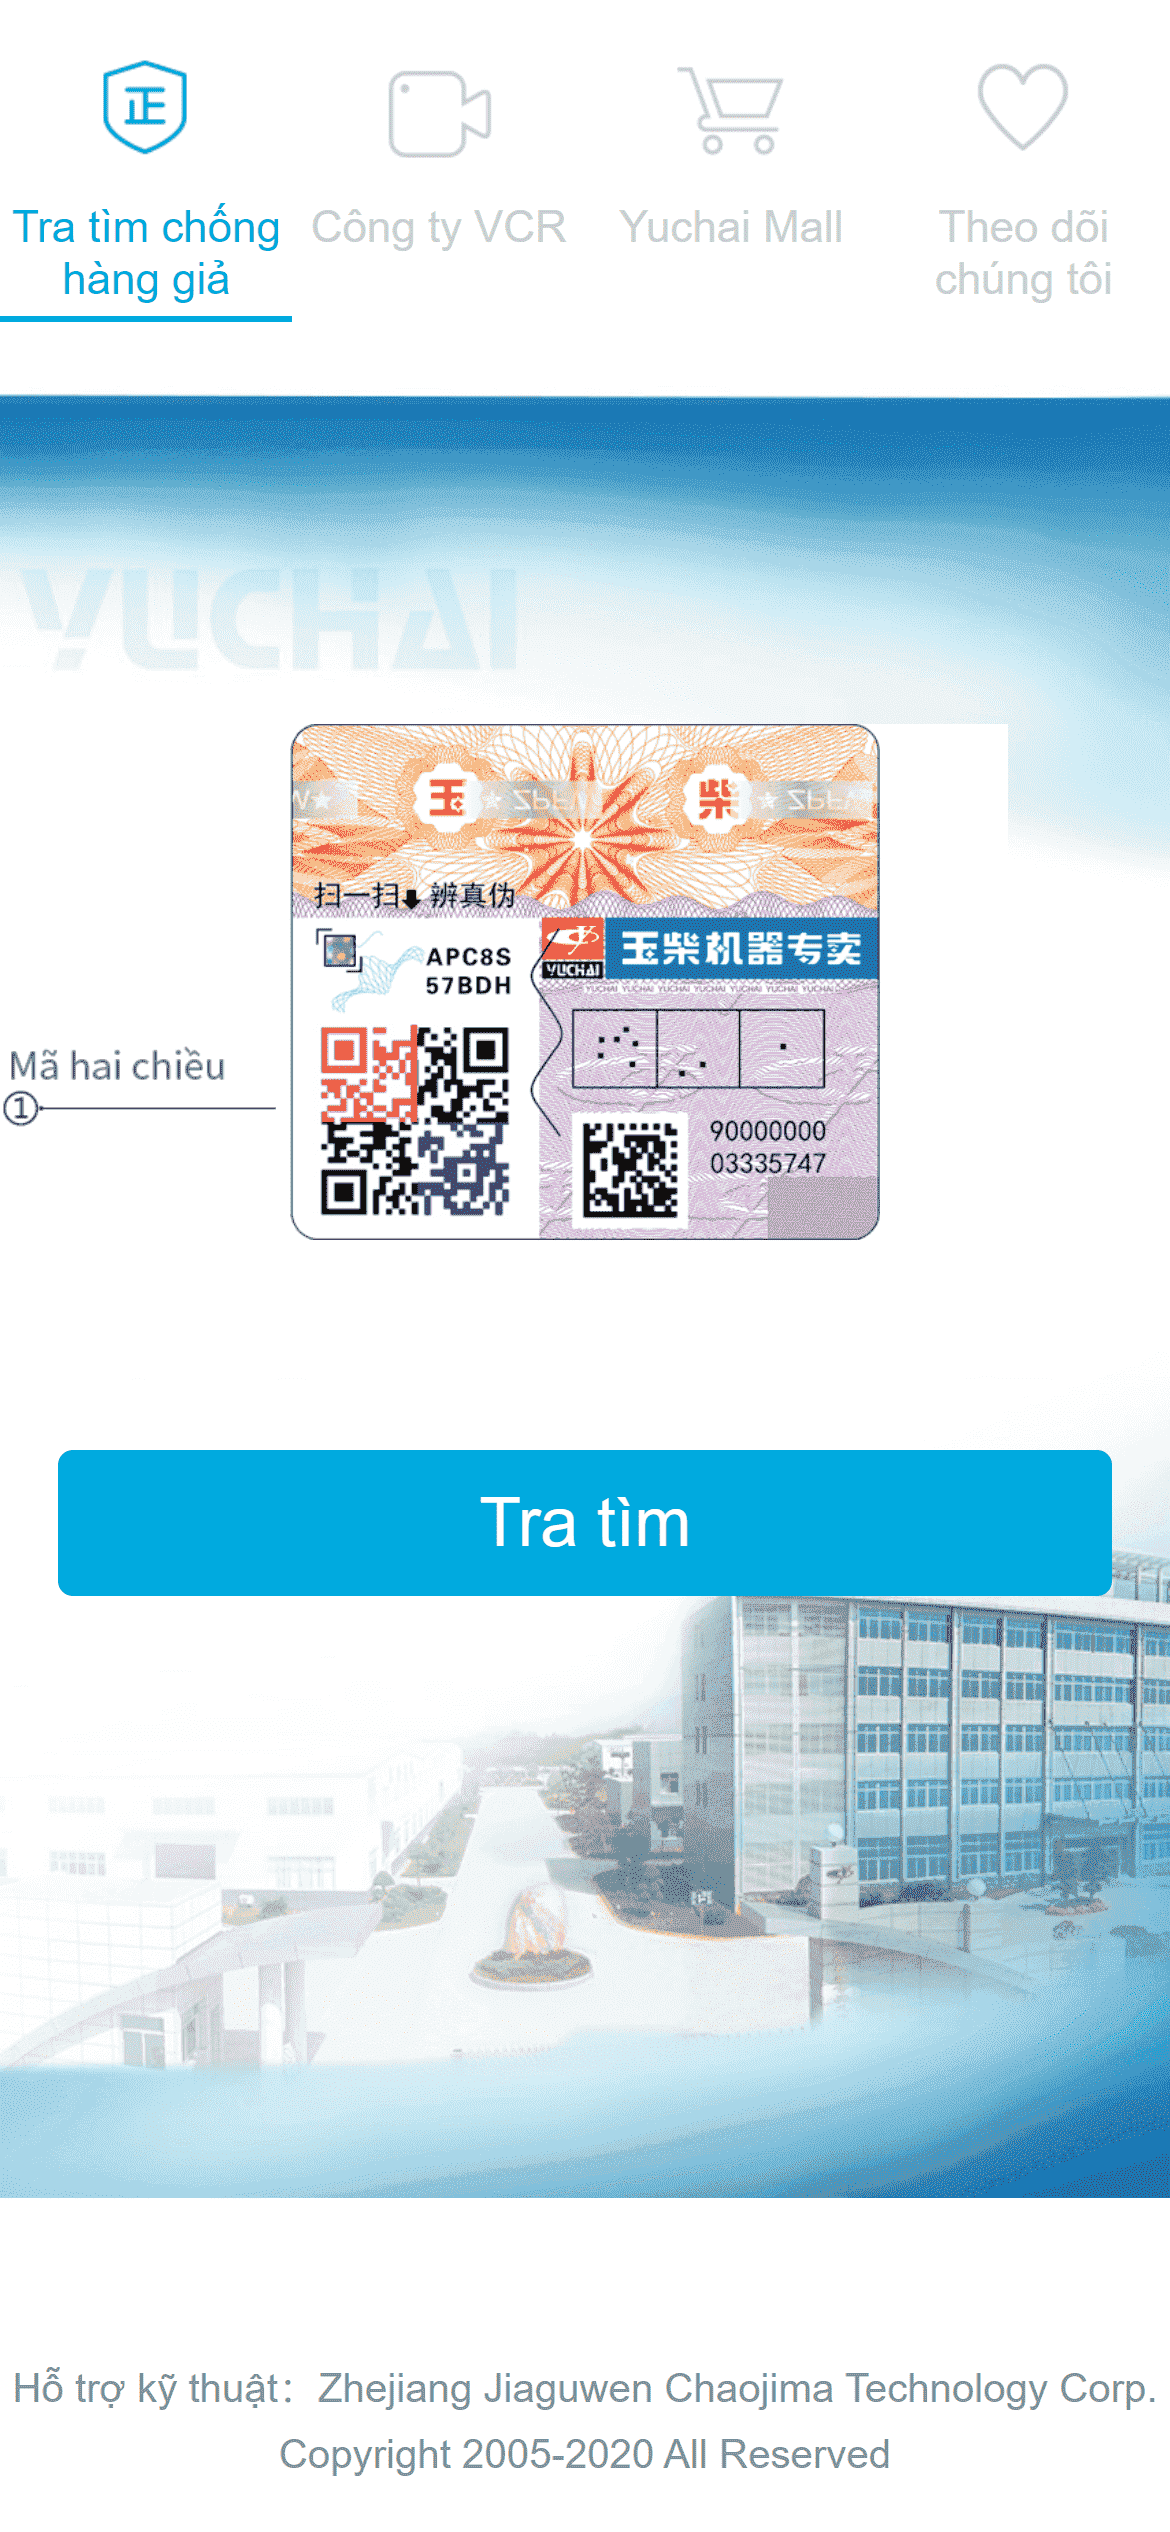 正
Tra tìm chống
hàng giả
Công ty VCR
Yuchai Mall
Theo dõi
chúng tôi
YUCHAI
玉
柴
扫一扫 辨真伪
APC8S
57BDH
YUCHAI
玉柴机器专卖
YUCHAI YUCHAI YUCHAI YUCHAI YUCHAI YUCHAI YUCHAI
Mã hai chiều
①
90000000
03335747
Tra tìm
Hỗ trợ kỹ thuật：Zhejiang Jiaguwen Chaojima Technology Corp.
Copyright 2005-2020 All Reserved